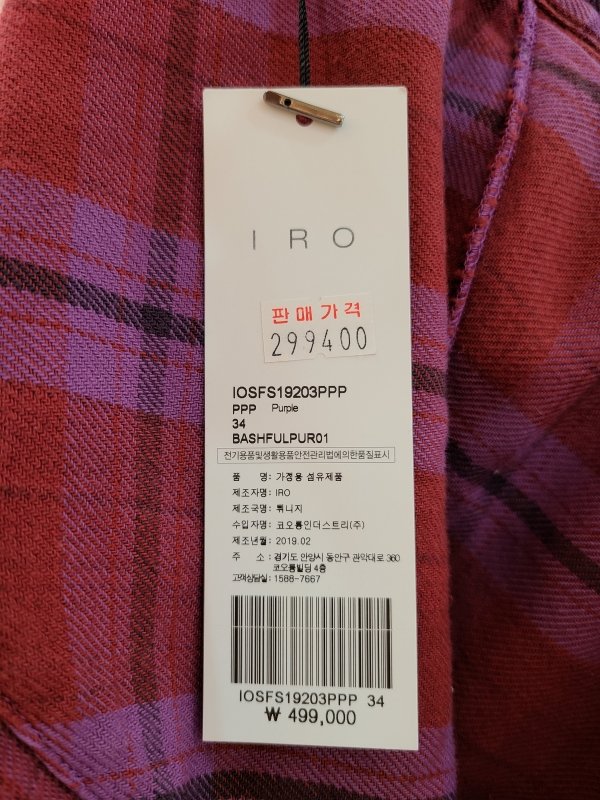 IRO
판매가격
299400
IOSFS19203PPP
PPP Purple
34
BASHFULPUR01
전기용품및생활용품안전관리법에의한품질표시
품 명: 가정용 섬유제품
제조자명: IRO
제조국명: 튀니지
수입자명: 코오롱인더스트리(주)
제조년월: 2019.02
주 소: 경기도 안양시 동안구 관악대로 360
코오롱빌딩 4층
고객상담실: 1588-7667
IOSFS19203PPP 34
₩ 499,000